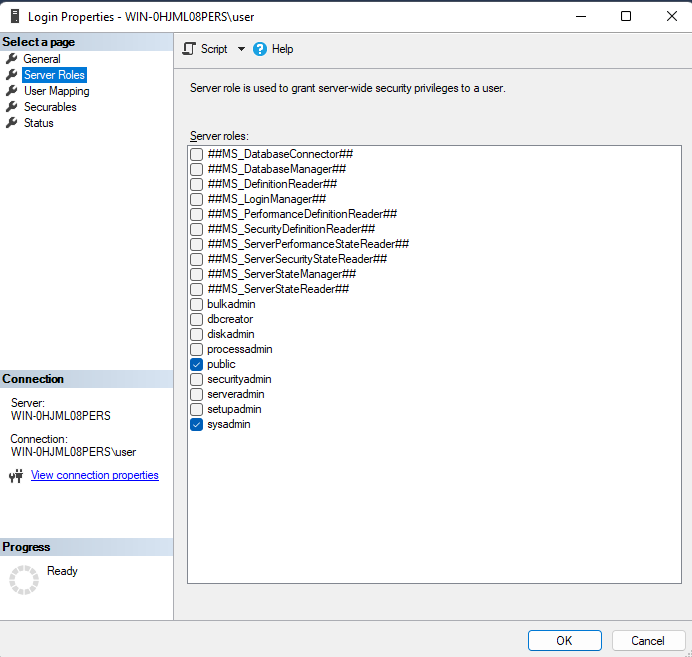 Login Properties - WIN-0HJML08PERS\user
Select a page
General
Server Roles
User Mapping
Securables
Status
Script
Help
Server role is used to grant server-wide security privileges to a user.
Server roles:
##MS_DatabaseConnector##
##MS_DatabaseManager##
##MS_DefinitionReader##
##MS_LoginManager##
##MS_PerfomanceDefinitionReader##
##MS_SecurityDefinitionReader##
##MS_ServerPerformanceStateReader##
##MS_ServerSecurityStateReader##
##MS_ServerStateManager##
##MS_ServerStateReader##
bulkadmin
dbcreator
diskadmin
processadmin
public
securityadmin
serveradmin
setupadmin
sysadmin
Connection
Server:
WIN-0HJML08PERS
Connection:
WIN-0HJML08PERS\user
View connection properties
Progress
Ready
OK
Cancel